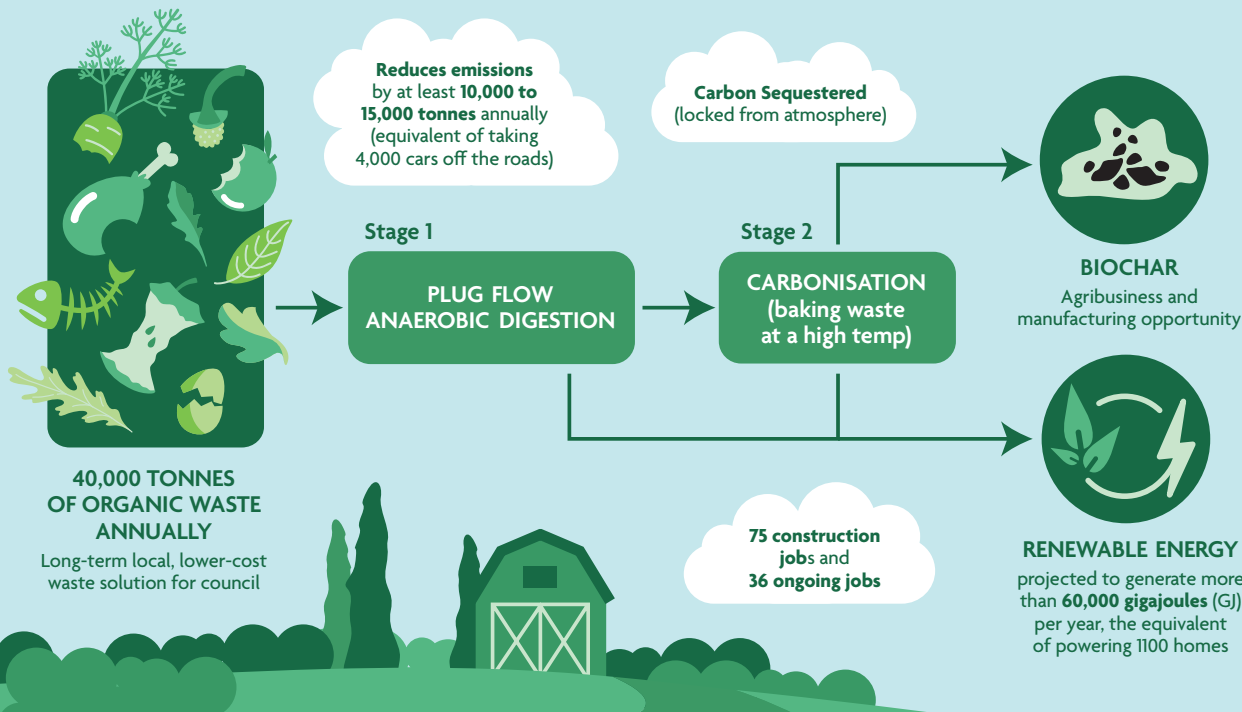 Reduces emissions
by at least 10,000 to
15,000 tonnes annually
(equivalent of taking
4,000 cars off the roads)
Carbon Sequestered
(locked from atmosphere)
Stage 1
PLUG FLOW
ANAEROBIC DIGESTION
Stage 2
CARBONISATION
(baking waste
at a high temp)
BIOCHAR
Agribusiness and
manufacturing opportunity
40,000 TONNES
OF ORGANIC WASTE
ANNUALLY
Long-term local, lower-cost
waste solution for council
75 construction
jobs and
36 ongoing jobs
RENEWABLE ENERGY
projected to generate more
than 60,000 gigajoules (GJ)
per year, the equivalent
of powering 1100 homes